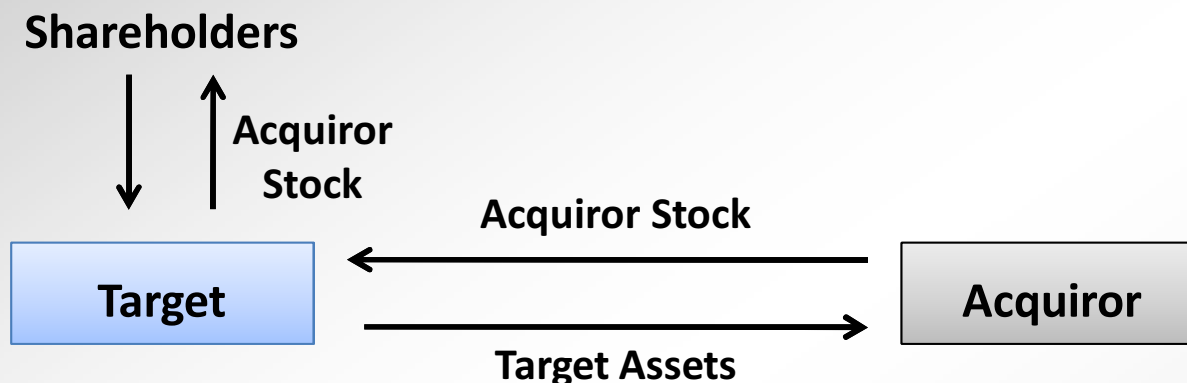 Shareholders
Acquiror
Stock
Acquiror Stock
Target
Acquiror
Target Assets